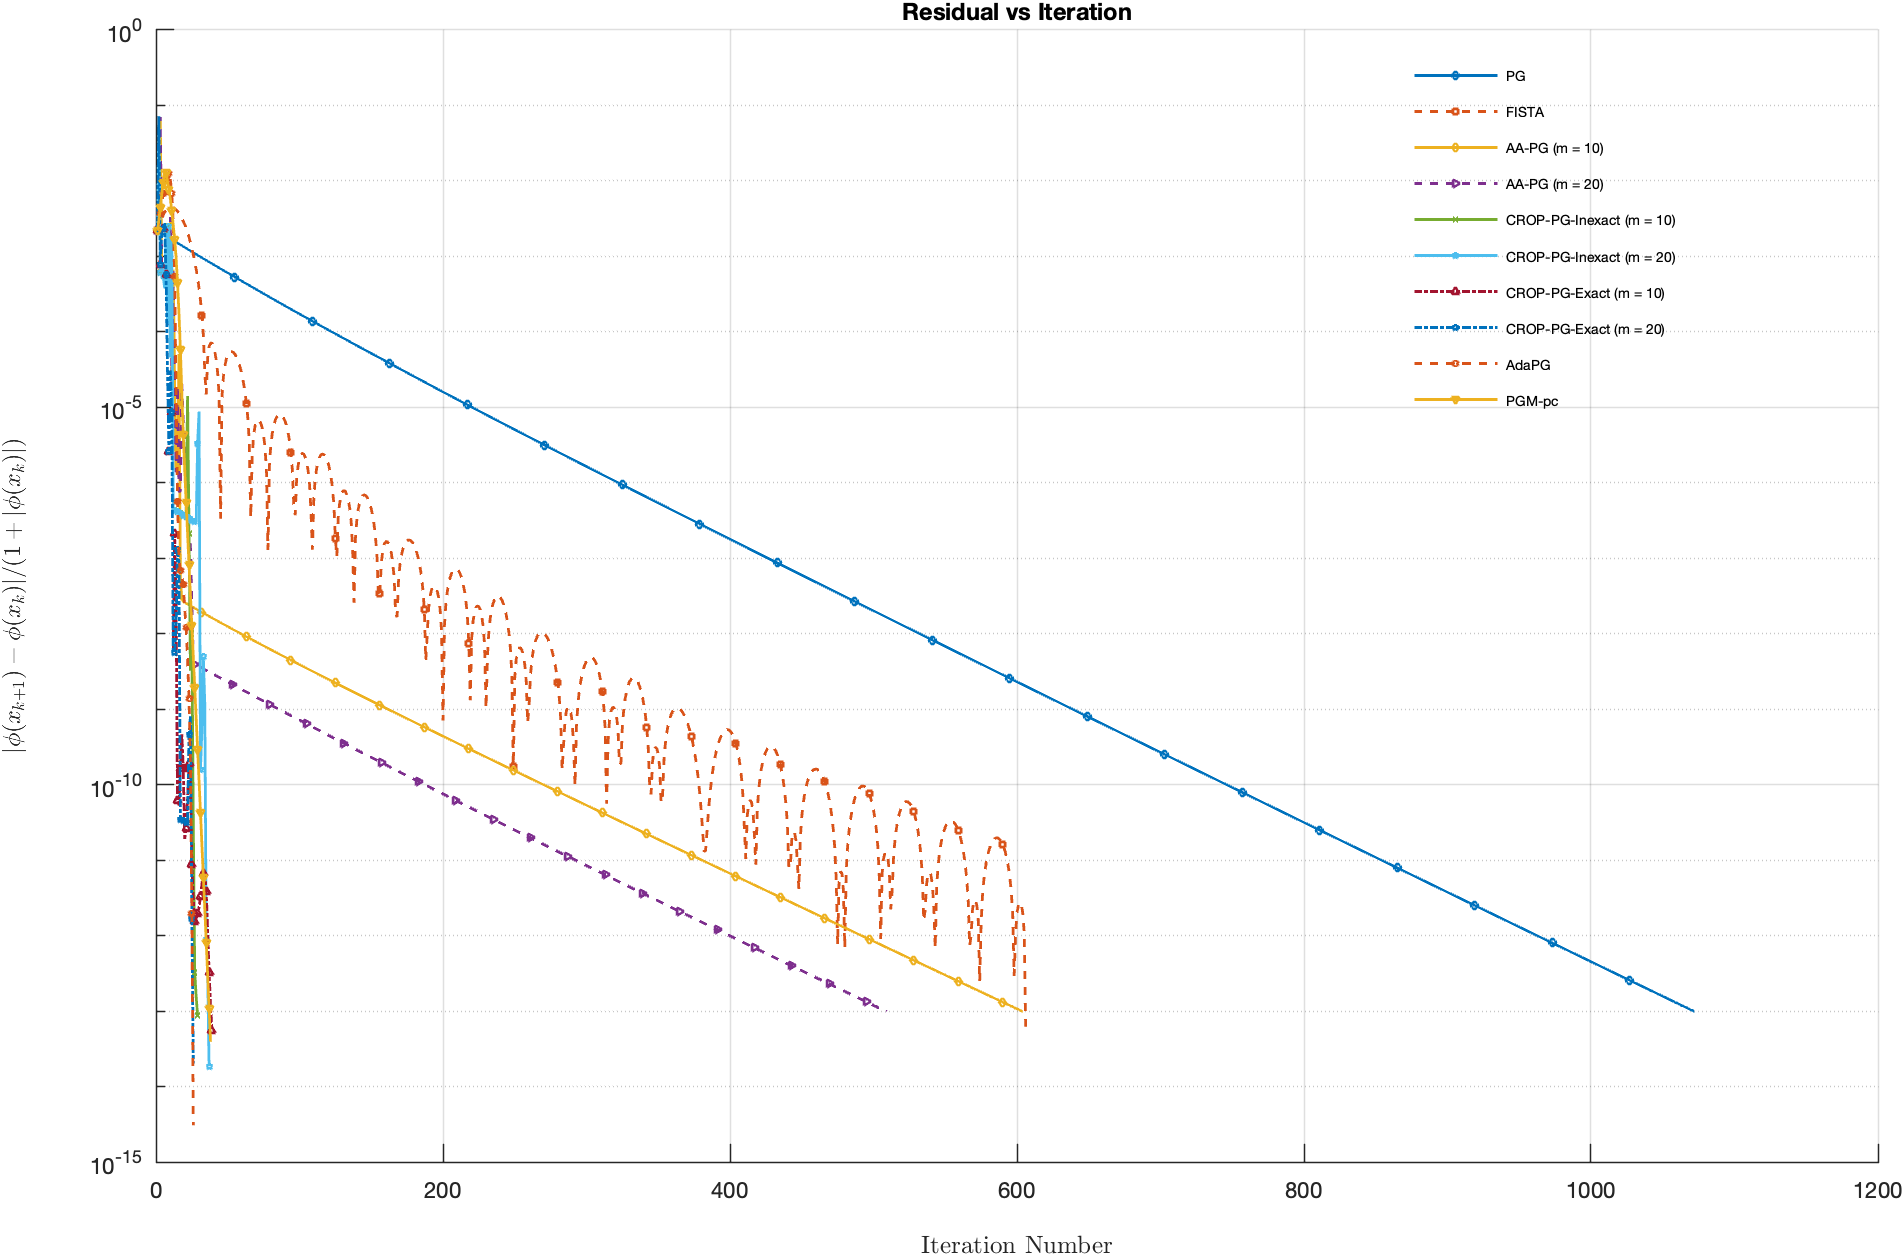 Residual vs Iteration
10^0
10^-5
10^-10
10^-15
|ϕ(x_{k+1}) − ϕ(x_k)|/(1 + |ϕ(x_k)|)
PG
FISTA
AA-PG (m = 10)
AA-PG (m = 20)
CROP-PG-Inexact (m = 10)
CROP-PG-Inexact (m = 20)
CROP-PG-Exact (m = 10)
CROP-PG-Exact (m = 20)
AdaPG
PGM-pc
0 200 400 600 800 1000 1200
Iteration Number